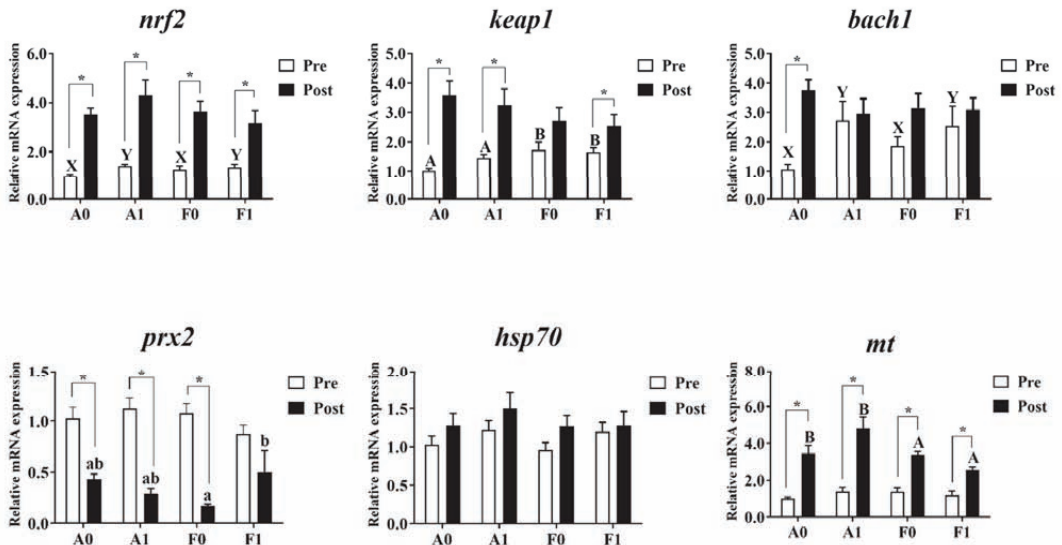 nrf2
Relative mRNA expression
6.0
4.0
2.0
0.0
*
*
*
*
X
Y
X
Y
A0 A1 F0 F1
Pre
Post
keap1
Relative mRNA expression
5.0
4.0
3.0
2.0
1.0
0.0
*
*
*
A
A
B
B
A0 A1 F0 F1
Pre
Post
bach1
Relative mRNA expression
5.0
4.0
3.0
2.0
1.0
0.0
*
X
Y
X
Y
A0 A1 F0 F1
Pre
Post
prx2
Relative mRNA expression
1.5
1.0
0.5
0.0
*
*
*
ab
ab
a
b
A0 A1 F0 F1
Pre
Post
hsp70
Relative mRNA expression
2.0
1.5
1.0
0.5
0.0
A0 A1 F0 F1
Pre
Post
mt
Relative mRNA expression
8.0
6.0
4.0
2.0
0.0
*
*
*
*
B
B
A
A
A0 A1 F0 F1
Pre
Post